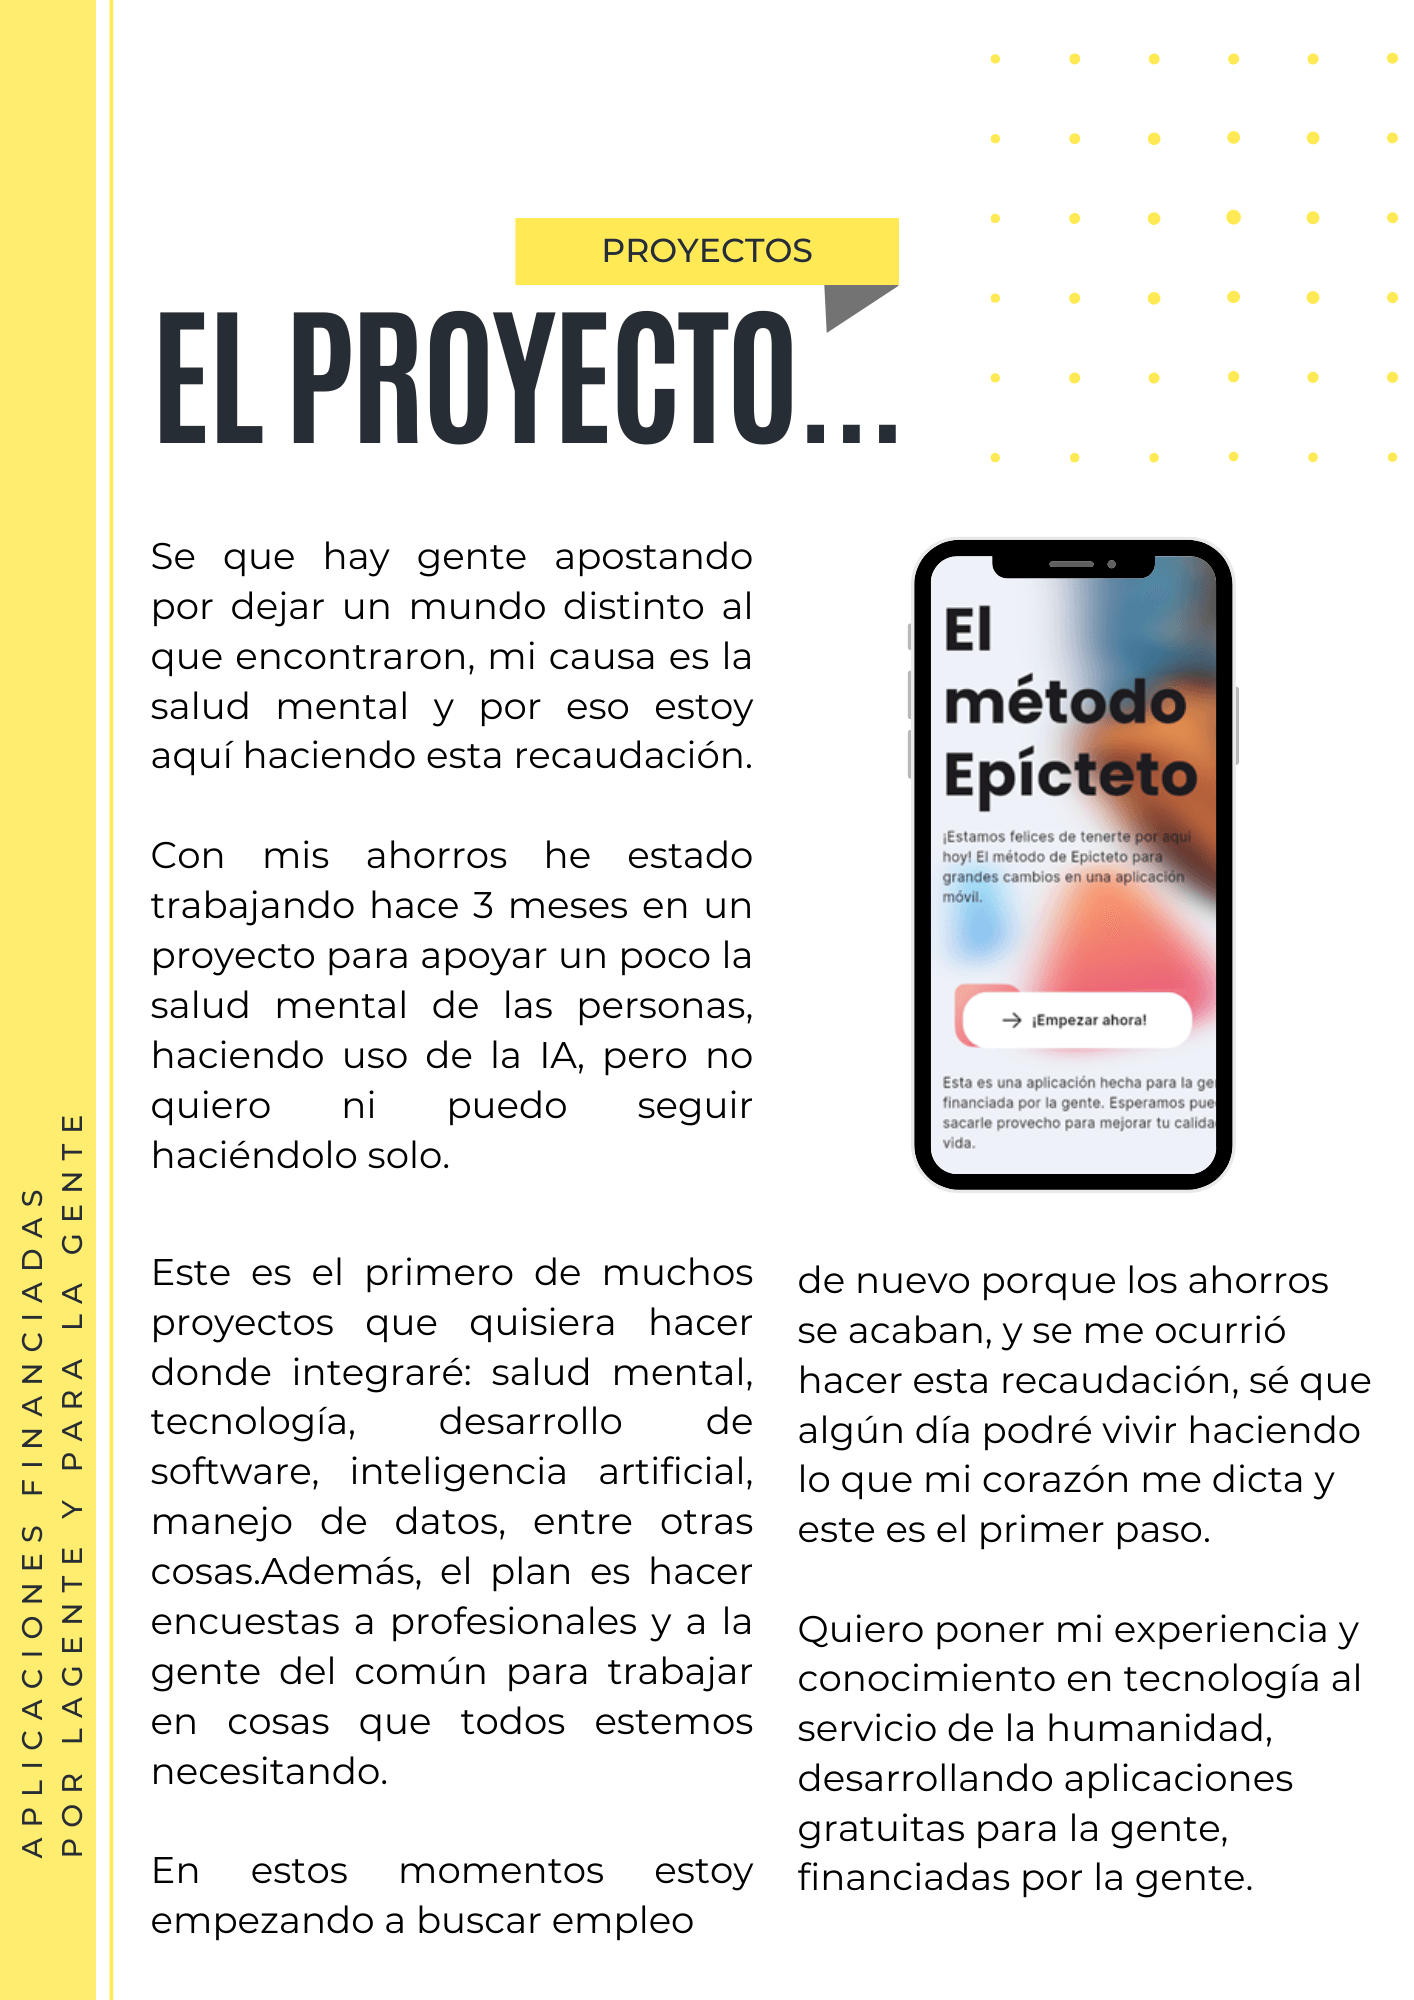 PROYECTOS
EL PROYECTO...
Se que hay gente apostando
por dejar un mundo distinto al
que encontraron, mi causa es la
salud mental y por eso estoy
aquí haciendo esta recaudación.
Con mis ahorros he estado
trabajando hace 3 meses en un
proyecto para apoyar un poco la
salud mental de las personas,
haciendo uso de la IA, pero no
quiero ni puedo seguir
haciéndolo solo.
Este es el primero de muchos
proyectos que quisiera hacer
donde integraré: salud mental,
tecnología, desarrollo de
software, inteligencia artificial,
manejo de datos, entre otras
cosas.Además, el plan es hacer
encuestas a profesionales y a la
gente del común para trabajar
en cosas que todos estemos
necesitando.
En estos momentos estoy
empezando a buscar empleo
El
método
Epícteto
¡Estamos felices de tenerte por aquí
hoy! El método de Epicteto para
grandes cambios en una aplicación
móvil.
→ ¡Empezar ahora!
Esta es una aplicación hecha para la ge
financiada por la gente. Esperamos pue
sacarle provecho para mejorar tu calida
vida.
de nuevo porque los ahorros
se acaban, y se me ocurrió
hacer esta recaudación, sé que
algún día podré vivir haciendo
lo que mi corazón me dicta y
este es el primer paso.
Quiero poner mi experiencia y
conocimiento en tecnología al
servicio de la humanidad,
desarrollando aplicaciones
gratuitas para la gente,
financiadas por la gente.
APLICACIONES FINANCIADAS
POR LAGENTE Y PARA LA GENTE